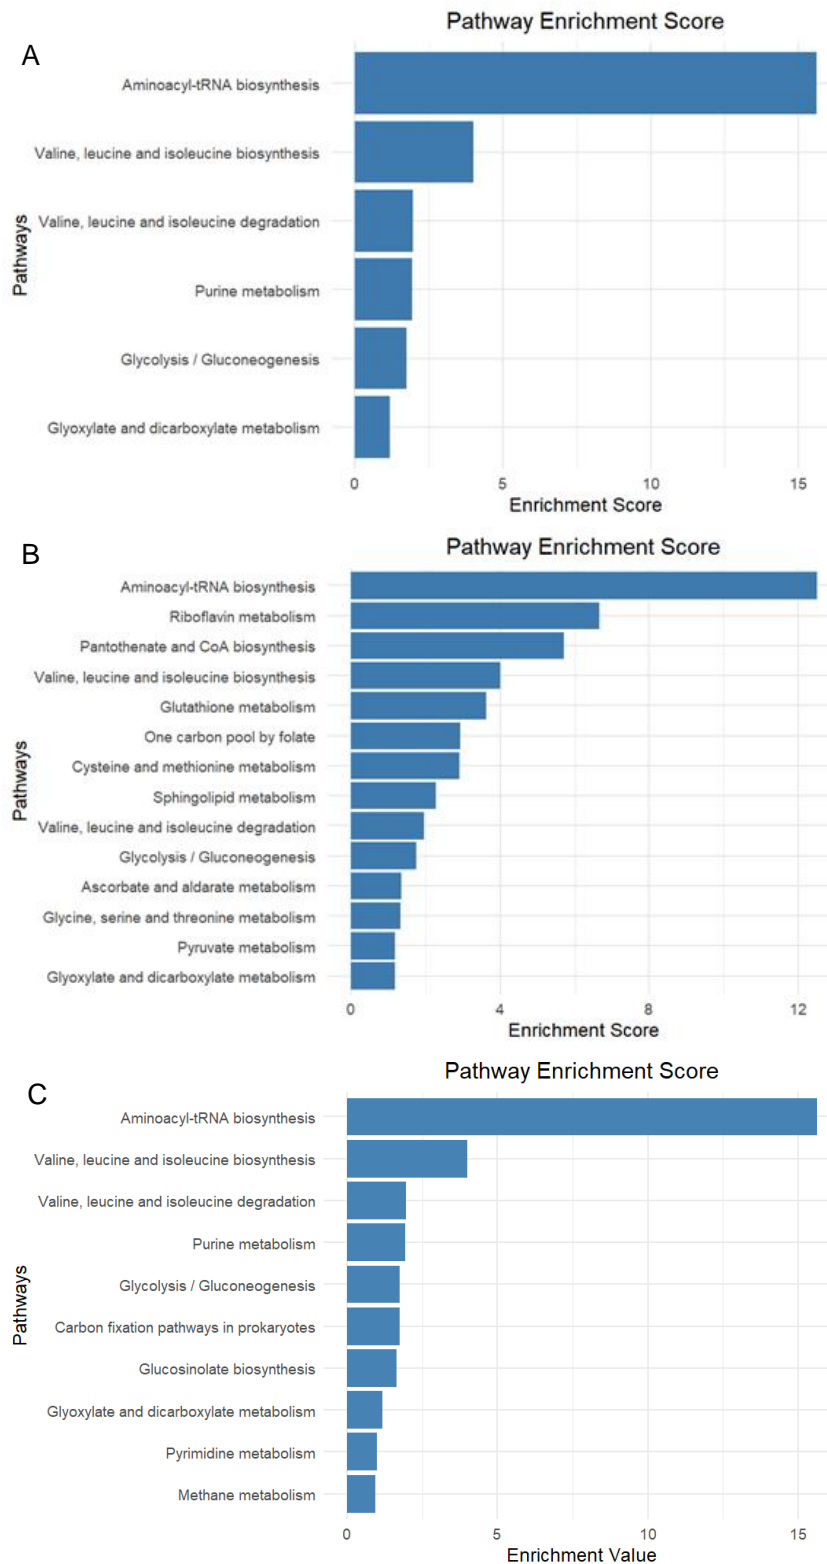 Pathway Enrichment Score
A
Aminoacyl-tRNA biosynthesis
Valine, leucine and isoleucine biosynthesis
Valine, leucine and isoleucine degradation
Purine metabolism
Glycolysis / Gluconeogenesis
Glyoxylate and dicarboxylate metabolism
Pathways
0 5 10 15
Enrichment Score
Pathway Enrichment Score
B
Aminoacyl-tRNA biosynthesis
Riboflavin metabolism
Pantothenate and CoA biosynthesis
Valine, leucine and isoleucine biosynthesis
Glutathione metabolism
One carbon pool by folate
Cysteine and methionine metabolism
Sphingolipid metabolism
Valine, leucine and isoleucine degradation
Glycolysis / Gluconeogenesis
Ascorbate and aldarate metabolism
Glycine, serine and threonine metabolism
Pyruvate metabolism
Glyoxylate and dicarboxylate metabolism
Pathways
0 4 8 12
Enrichment Score
Pathway Enrichment Score
C
Aminoacyl-tRNA biosynthesis
Valine, leucine and isoleucine biosynthesis
Valine, leucine and isoleucine degradation
Purine metabolism
Glycolysis / Gluconeogenesis
Carbon fixation pathways in prokaryotes
Glucosinolate biosynthesis
Glyoxylate and dicarboxylate metabolism
Pyrimidine metabolism
Methane metabolism
Pathways
0 5 10 15
Enrichment Value